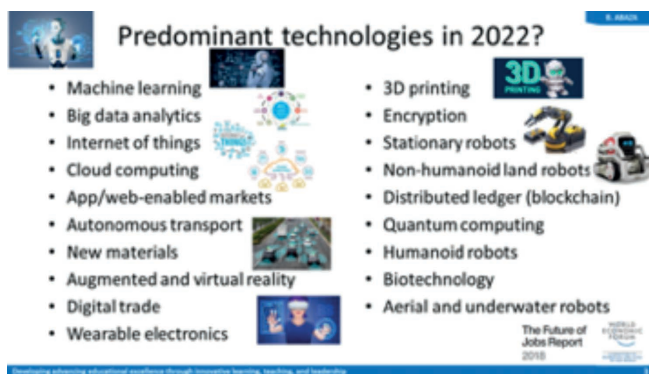 B. ABAZA
Predominant technologies in 2022?
• Machine learning
• Big data analytics
• Internet of things
• Cloud computing
• App/web-enabled markets
• Autonomous transport
• New materials
• Augmented and virtual reality
• Digital trade
• Wearable electronics
3D
PRINTING
• 3D printing
• Encryption
• Stationary robots
• Non-humanoid land robots
• Distributed ledger (blockchain)
• Quantum computing
• Humanoid robots
• Biotechnology
• Aerial and underwater robots
The Future of
Jobs Report
2018
WORLD
ECONOMIC
FORUM
Developing advancing educational excellence through innovative learning, teaching, and leadership